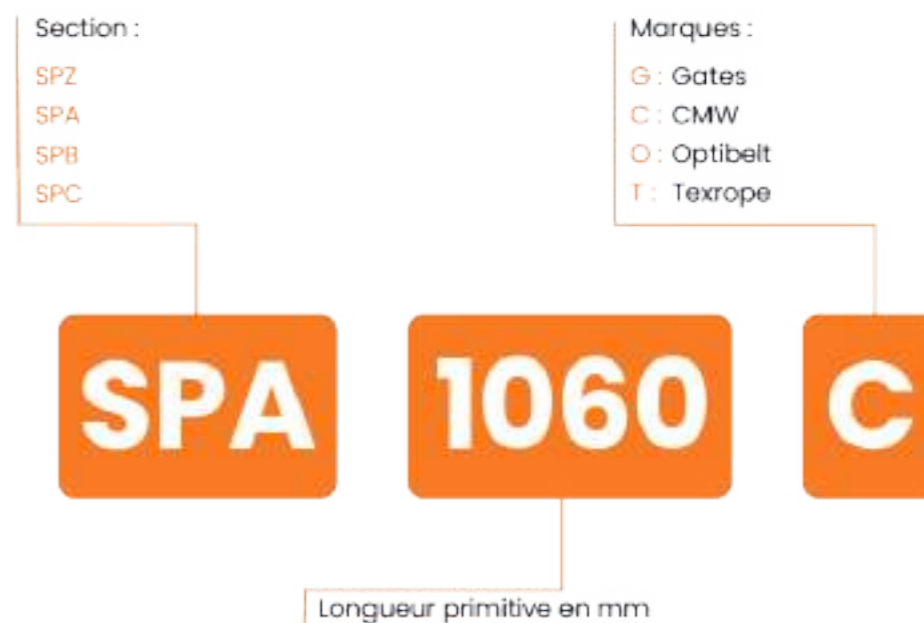 Section :
SPZ
SPA
SPB
SPC
Marques :
G : Gates
C : CMW
O : Optibelt
T : Texrope
SPA 1060 C
Longueur primitive en mm